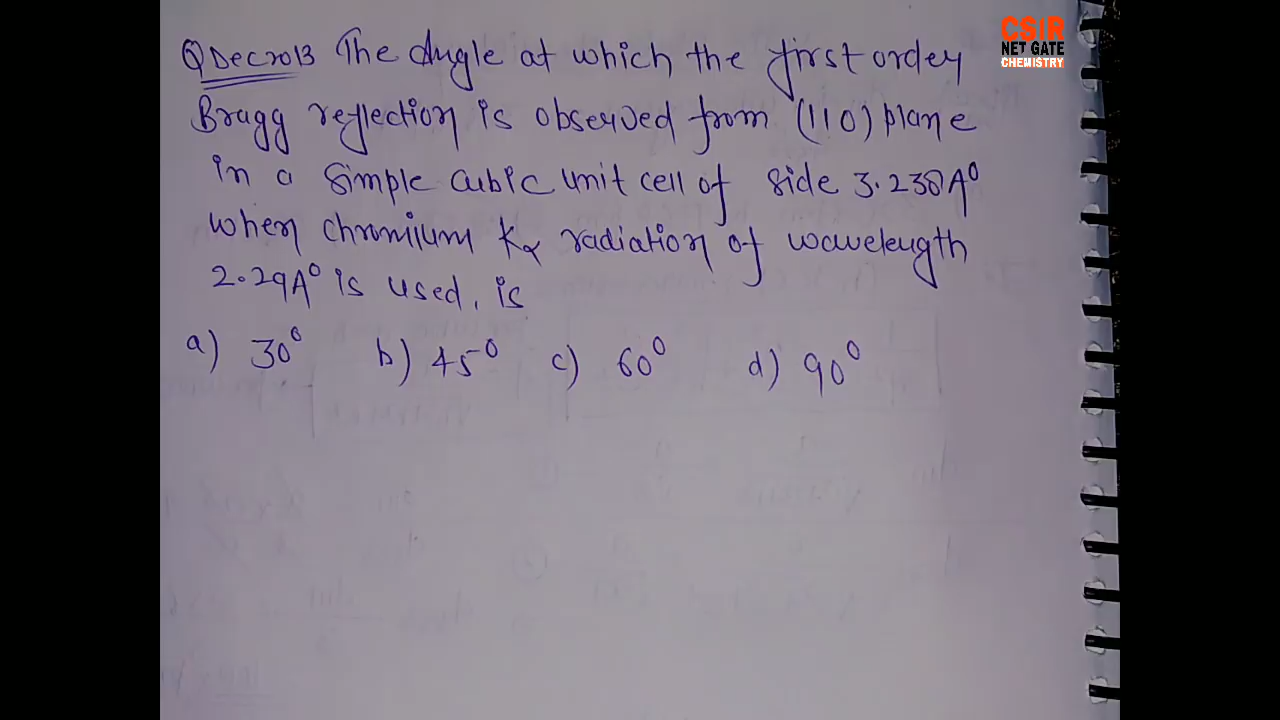 CSIR
NET GATE
CHEMISTRY
Q Dec2013 The Angle at which the first order
Bragg reflection is observed from (110) plane
in a simple cubic unit cell of side 3.238A°
when chromium Kα radiation of wavelength
2.29A° is used, is
a) 30° b) 45° c) 60° d) 90°